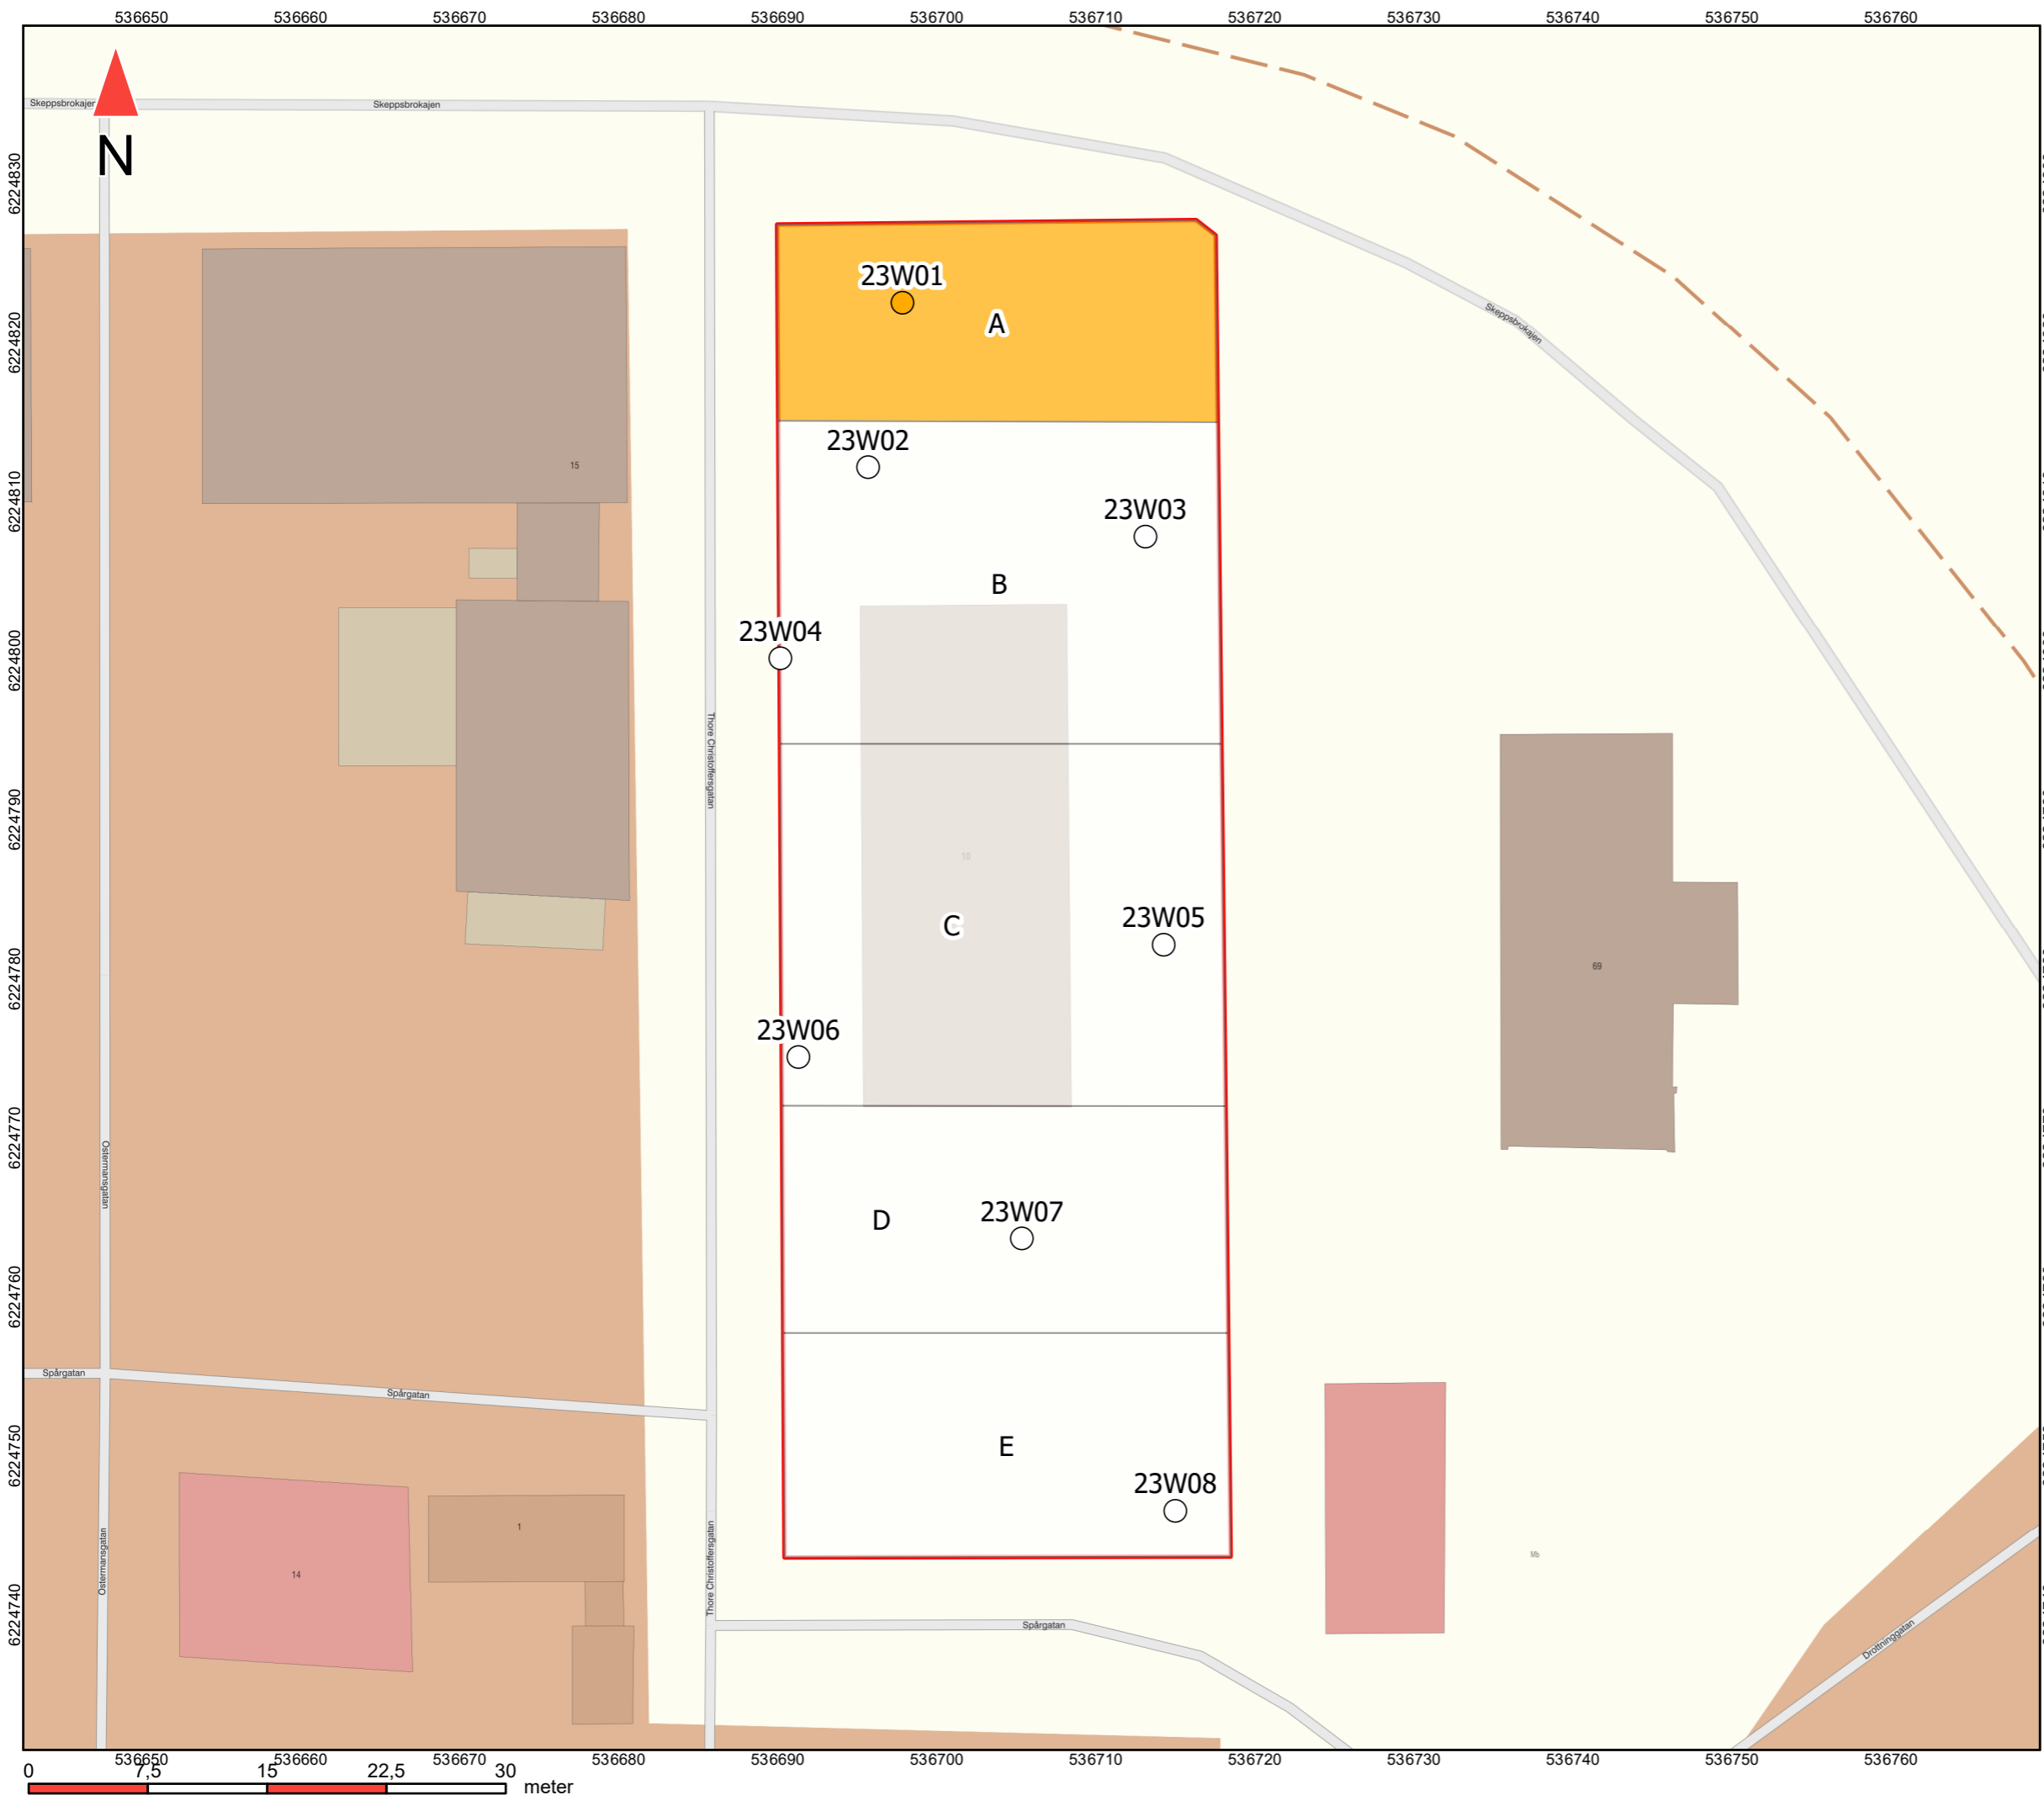 536650 536660 536670 536680 536690 536700 536710 536720 536730 536740 536750 536760
Skeppsbrokajen
Skeppsbrokajen
N
6224830
23W01
A
6224820
Skeppsbrokajen
23W02
15
6224810
23W03
B
23W04
6224800
Thore Christoffersgatan
6224790
10
C
23W05
69
6224780
23W06
6224770
Östermansgatan
D
23W07
6224760
Spårgatan
Spårgatan
6224750
E
23W08
1
Mb
14
Östermansgatan
Thore Christoffersgatan
6224740
Spårgatan
Drottninggatan
536650 536660 536670 536680 536690 536700 536710 536720 536730 536740 536750 536760
0 7,5 15 22,5 30
meter